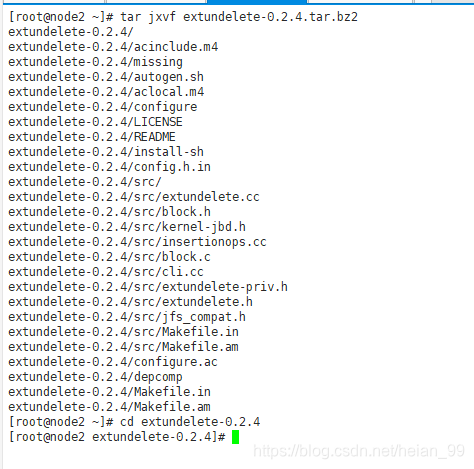 [root@node2 ~]# tar jxvf extundelete-0.2.4.tar.bz2
extundelete-0.2.4/
extundelete-0.2.4/acinclude.m4
extundelete-0.2.4/missing
extundelete-0.2.4/autogen.sh
extundelete-0.2.4/aclocal.m4
extundelete-0.2.4/configure
extundelete-0.2.4/LICENSE
extundelete-0.2.4/README
extundelete-0.2.4/install-sh
extundelete-0.2.4/config.h.in
extundelete-0.2.4/src/
extundelete-0.2.4/src/extundelete.cc
extundelete-0.2.4/src/block.h
extundelete-0.2.4/src/kernel-jbd.h
extundelete-0.2.4/src/insertionops.cc
extundelete-0.2.4/src/block.c
extundelete-0.2.4/src/cli.cc
extundelete-0.2.4/src/extundelete-priv.h
extundelete-0.2.4/src/extundelete.h
extundelete-0.2.4/src/jfs_compat.h
extundelete-0.2.4/src/Makefile.in
extundelete-0.2.4/src/Makefile.am
extundelete-0.2.4/configure.ac
extundelete-0.2.4/depcomp
extundelete-0.2.4/Makefile.in
extundelete-0.2.4/Makefile.am
[root@node2 ~]# cd extundelete-0.2.4
[root@node2 extundelete-0.2.4]#
https://blog.csdn.net/heian_99